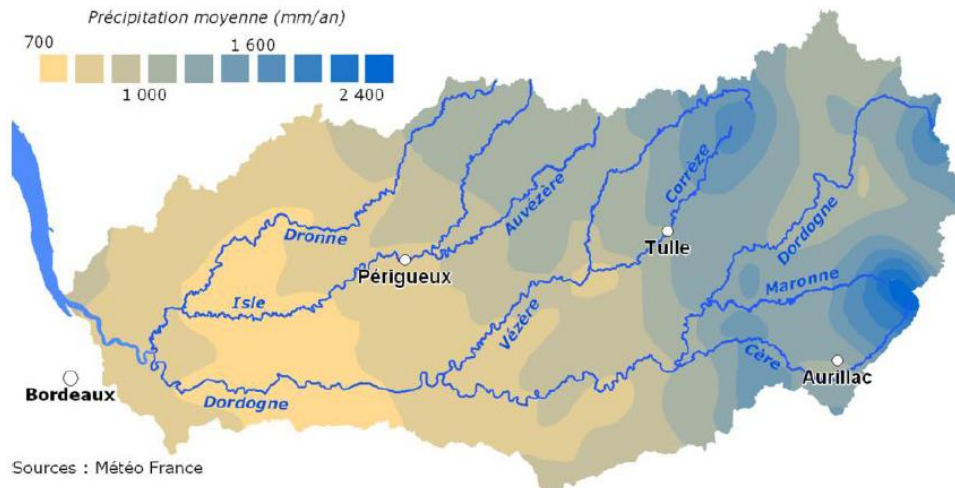 Précipitation moyenne (mm/an)
700
1 600
1 000
2 400
Dronne
Auvézère
Corrèze
Dordogne
Périgueux
Tulle
Isle
Vézère
Maronne
Cère
Bordeaux
Dordogne
Aurillac
Sources : Météo France